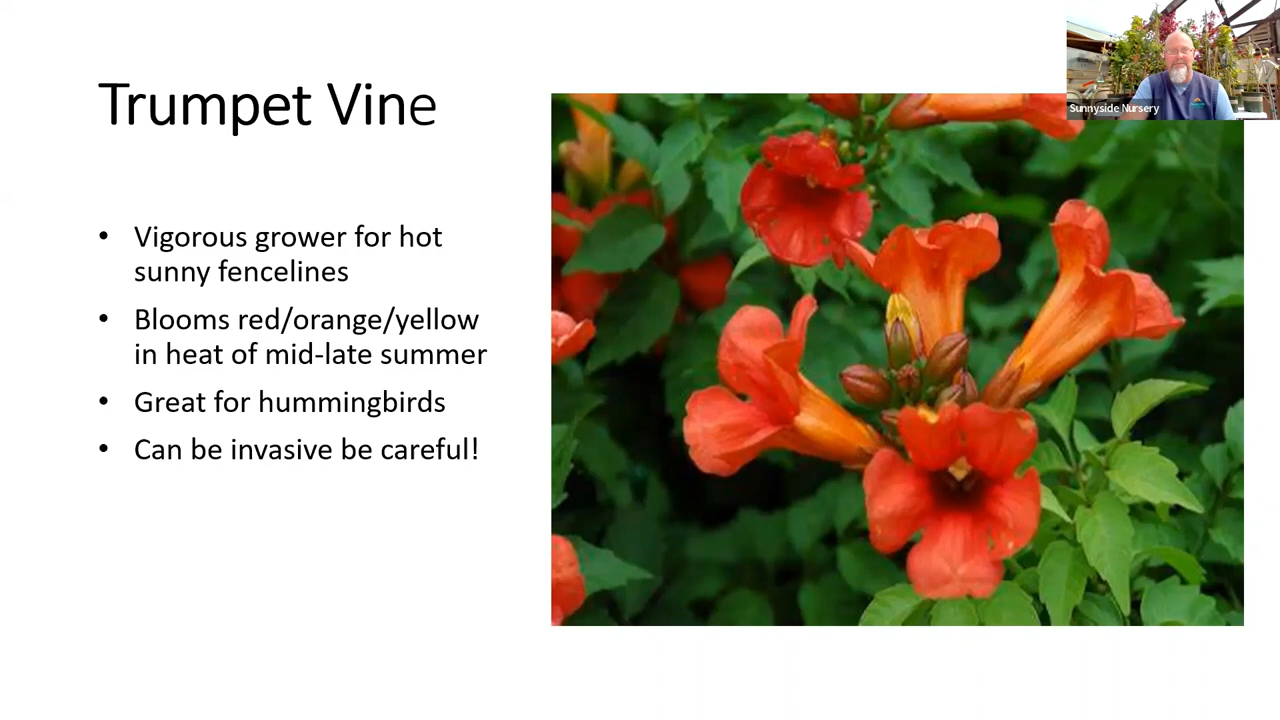 Trumpet Vine
Sunnyside Nursery
• Vigorous grower for hot
sunny fencelines
• Blooms red/orange/yellow
in heat of mid-late summer
• Great for hummingbirds
• Can be invasive be careful!